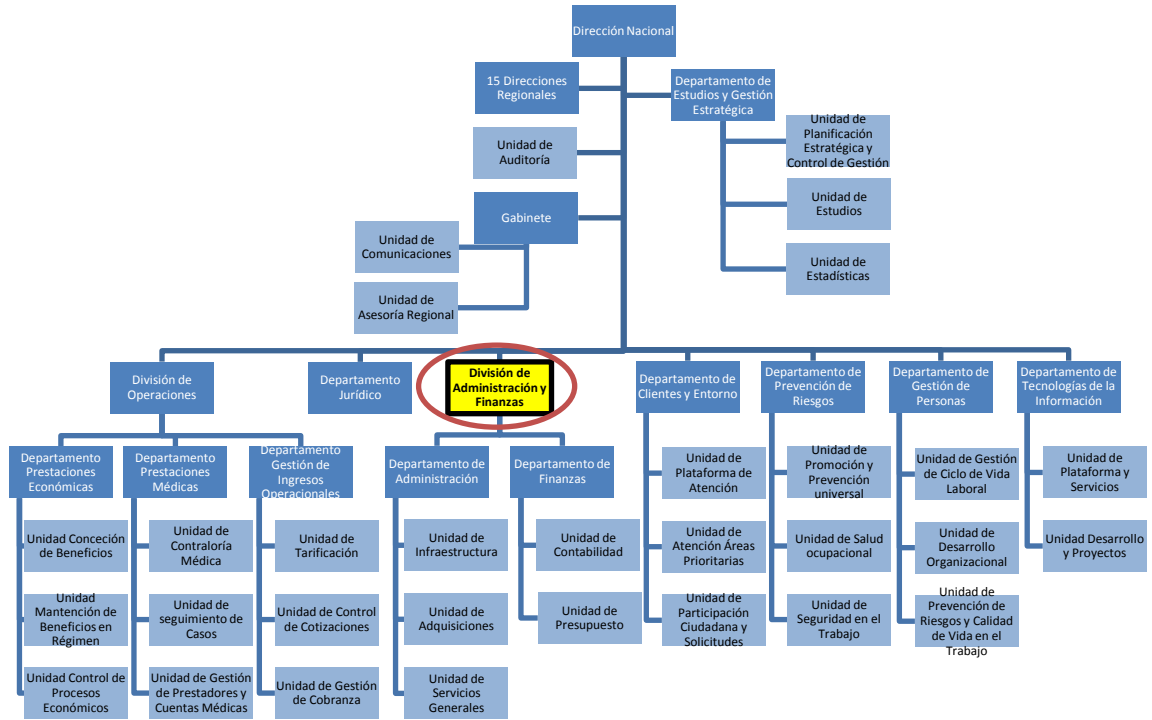 Dirección Nacional
15 Direcciones
Regionales
Departamento de
Estudios y Gestión
Estratégica
Unidad de
Planificación
Estratégica y
Control de Gestión
Unidad de
Auditoría
Unidad de
Estudios
Gabinete
Unidad de
Comunicaciones
Unidad de
Estadísticas
Unidad de
Asesoría Regional
División de
Operaciones
Departamento
Jurídico
División de
Administración y
Finanzas
Departamento de
Clientes y Entorno
Departamento de
Prevención de
Riesgos
Departamento de
Gestión de
Personas
Departamento de
Tecnologías de la
Información
Departamento
Prestaciones
Económicas
Departamento
Prestaciones
Médicas
Departamento
Gestión de
Ingresos
Operacionales
Departamento de
Administración
Departamento de
Finanzas
Unidad de
Plataforma de
Atención
Unidad de
Promoción y
Prevención
universal
Unidad de Gestión
de Ciclo de Vida
Laboral
Unidad de
Plataforma y
Servicios
Unidad Conceción
de Beneficios
Unidad de
Contraloría
Médica
Unidad de
Tarificación
Unidad de
Infraestructura
Unidad de
Contabilidad
Unidad de
Atención Áreas
Prioritarias
Unidad de Salud
ocupacional
Unidad de
Desarrollo
Organizacional
Unidad Desarrollo
y Proyectos
Unidad
Mantención de
Beneficios en
Régimen
Unidad de
seguimiento de
Casos
Unidad de Control
de Cotizaciones
Unidad de
Adquisiciones
Unidad de
Presupuesto
Unidad de
Participación
Ciudadana y
Solicitudes
Unidad de
Seguridad en el
Trabajo
Unidad de
Prevención de
Riesgos y Calidad
de Vida en el
Trabajo
Unidad Control de
Procesos
Económicos
Unidad de Gestión
de Prestadores y
Cuentas Médicas
Unidad de Gestión
de Cobranza
Unidad de
Servicios
Generales